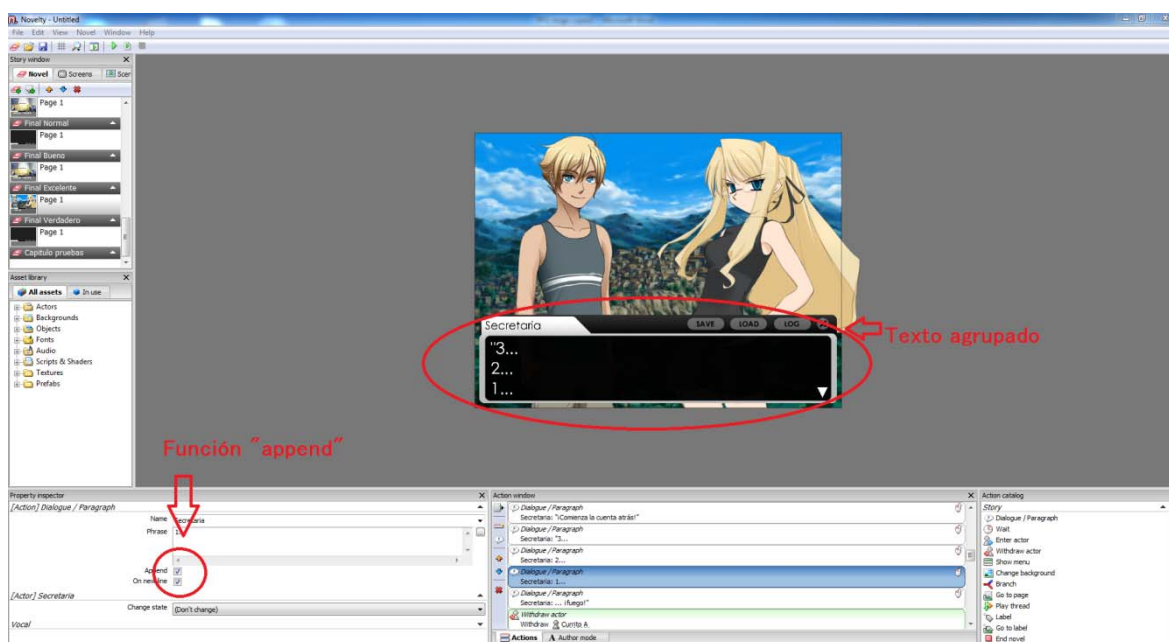 Novelty - Untitled
File Edit View Novel Window Help
Story window
Novel Screens Scer
Page 1
Final Normal
Page 1
Final Bueno
Page 1
Final Excelente
Page 1
Final Verdadero
Page 1
Capitulo pruebas
Asset library
All assets In use
Actors
Backgrounds
Objects
Fonts
Audio
Scripts & Shaders
Textures
Prefabs
Secretaria
SAVE LOAD LOG
"3...
2...
1...
Texto agrupado
Función "append"
Property inspector
[Action] Dialogue / Paragraph
Name Secretaria
Phrase
Append
On new line
[Actor] Secretaria
Change state (Don't change)
Vocal
Action window
Dialogue / Paragraph
Secretaria: "¡Comienza la cuenta atrás!"
Dialogue / Paragraph
Secretaria: "3...
Dialogue / Paragraph
Secretaria: 2...
Dialogue / Paragraph
Secretaria: 1...
Dialogue / Paragraph
Secretaria: ... ¡fuego!"
Withdraw actor
Withdraw Currito A
Actions Author mode
Action catalog
Story
Dialogue / Paragraph
Wait
Enter actor
Withdraw actor
Show menu
Change background
Branch
Go to page
Play thread
Label
Go to label
End novel